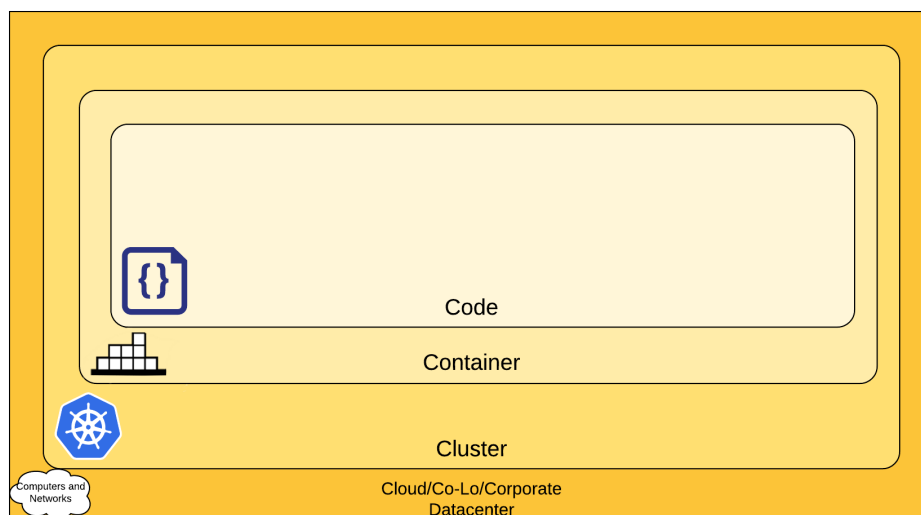 {}
Code
Container
Cluster
Computers and
Networks
Cloud/Co-Lo/Corporate
Datacenter